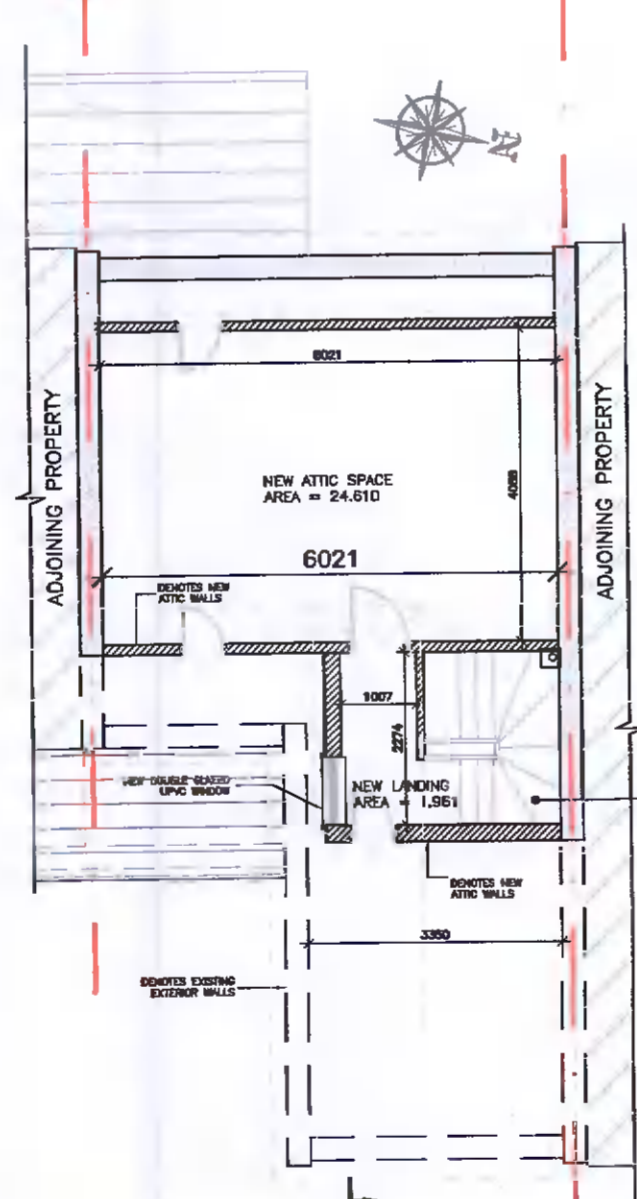 N
6021
ADJOINING PROPERTY
ADJOINING PROPERTY
NEW ATTIC SPACE
AREA = 24.610
4088
6021
DENOTES NEW
ATTIC WALLS
1007
2274
NEW DOUBLE GLAZED
UPVC WINDOW
NEW LANDING
AREA = 1.961
DENOTES NEW
ATTIC WALLS
3350
DENOTES EXISTING
EXTERIOR WALLS